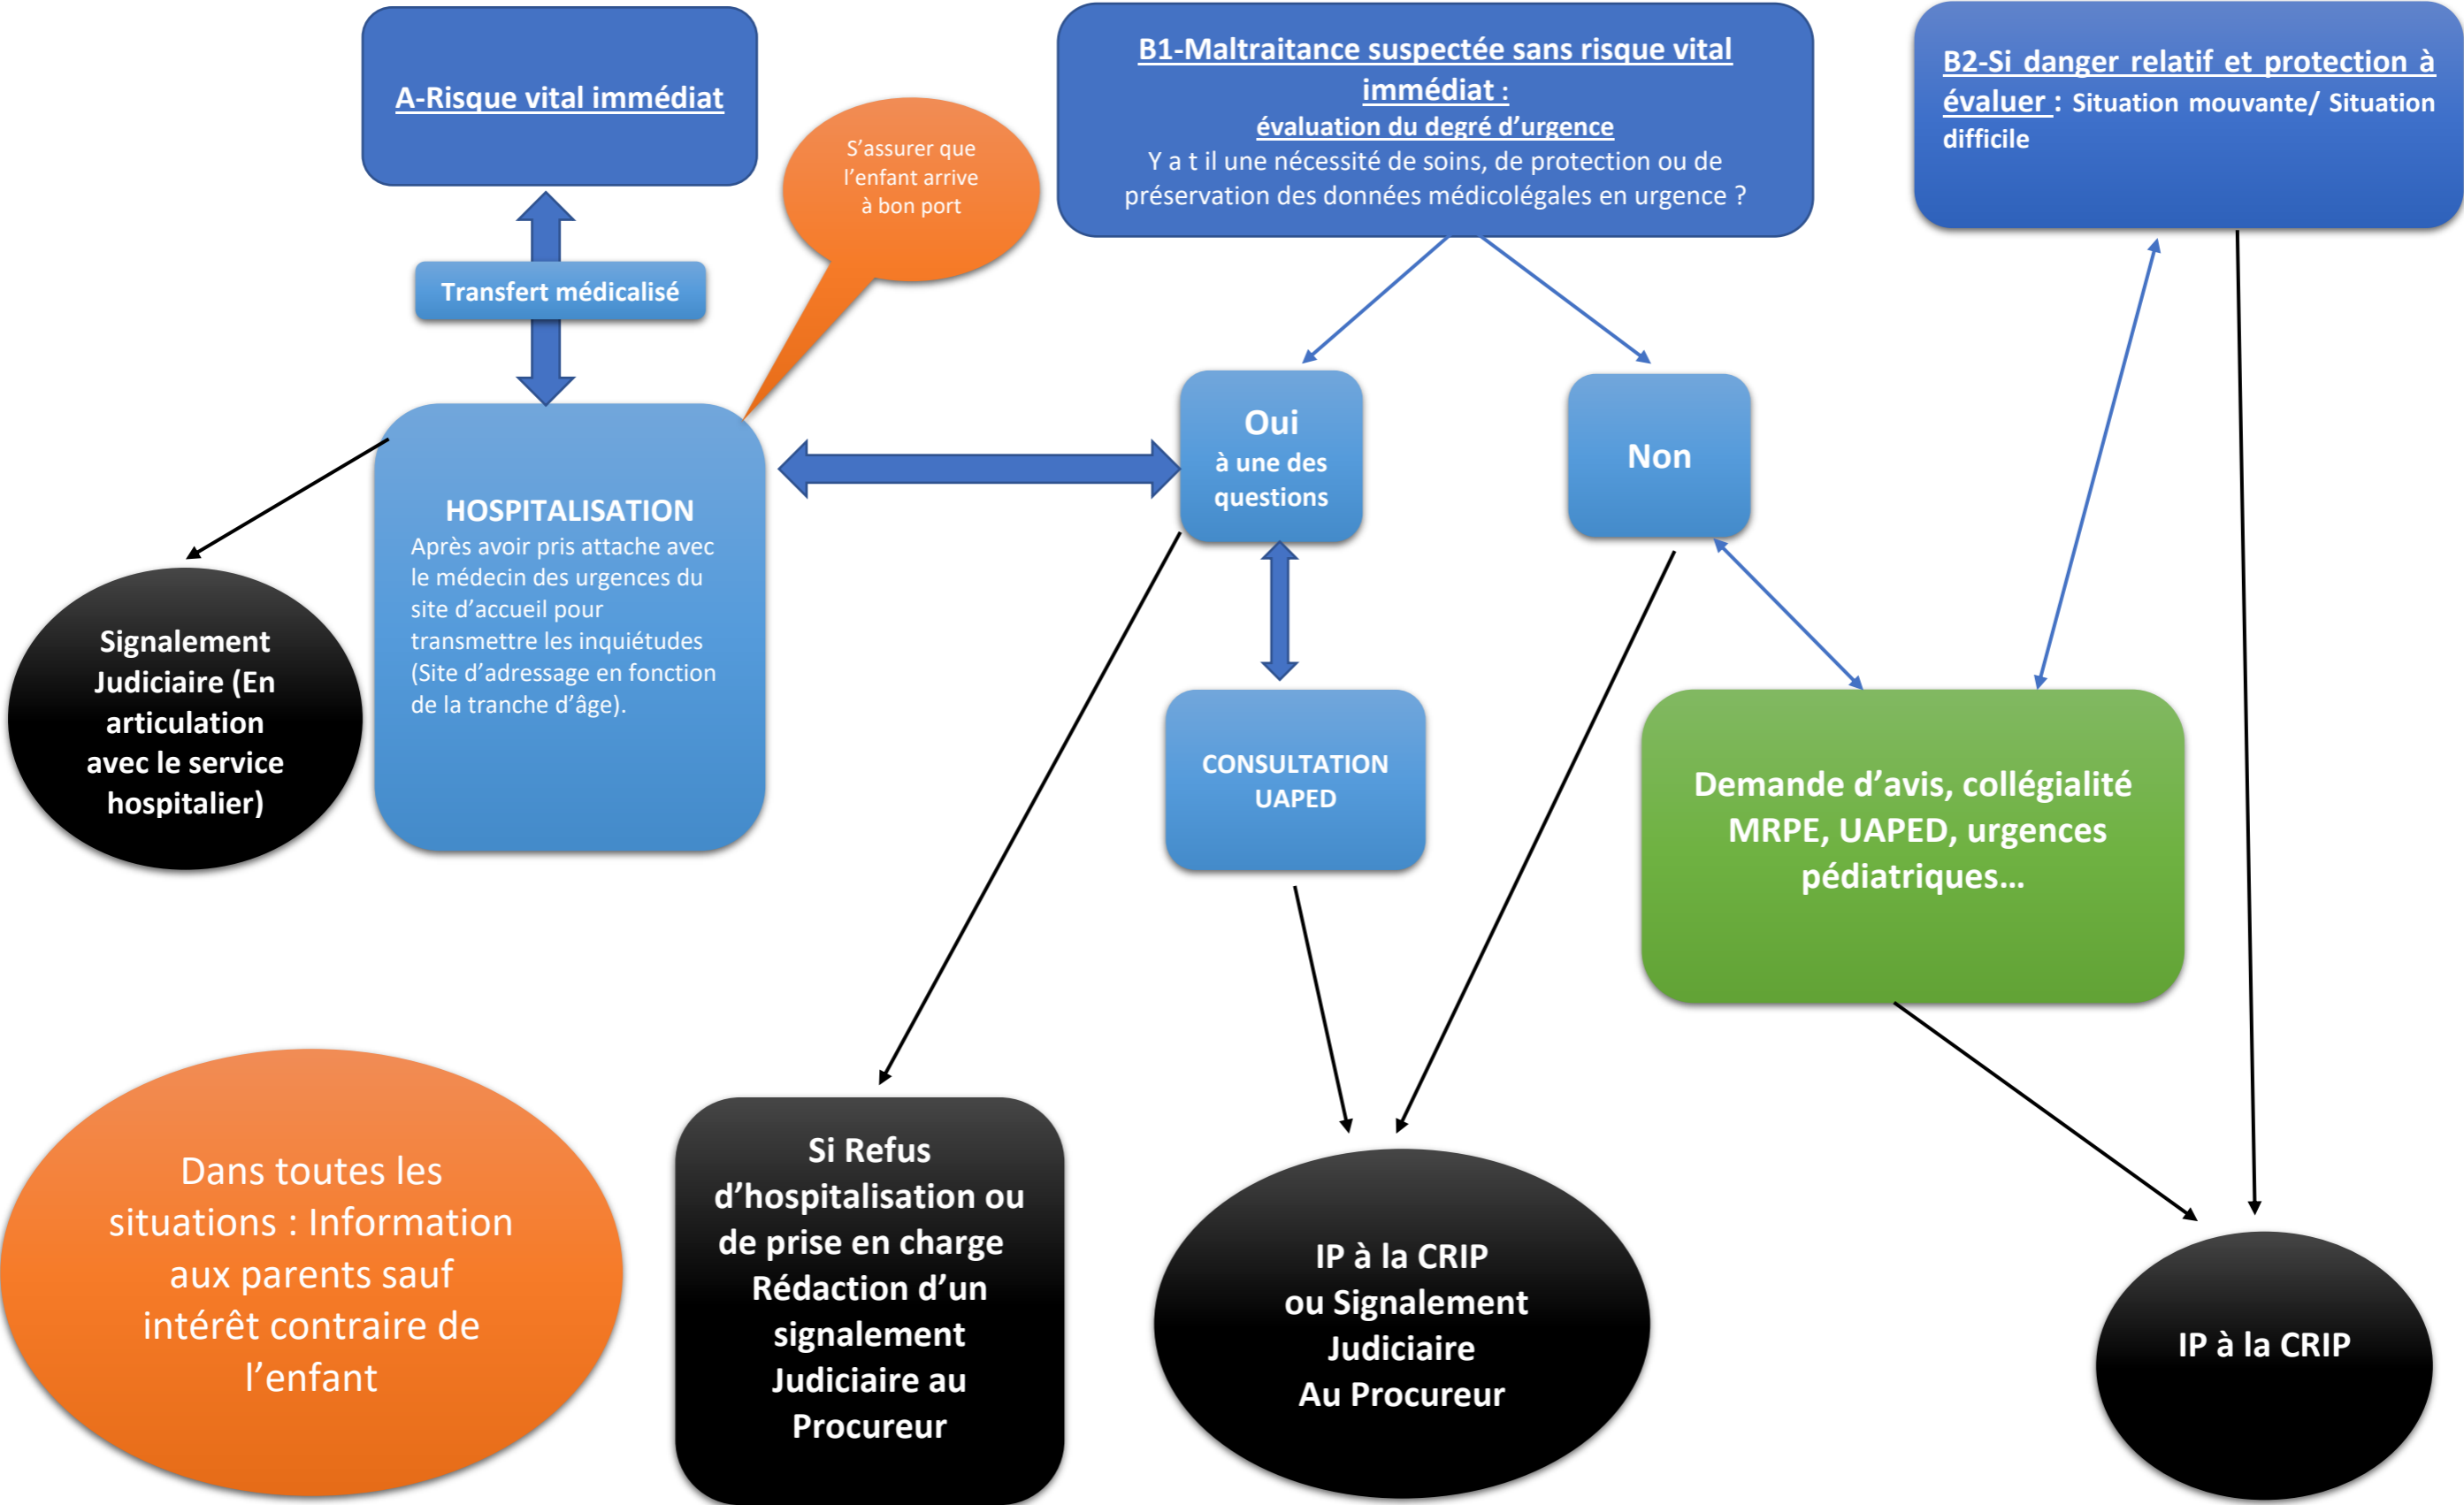 A-Risque vital immédiat
B1-Maltraitance suspectée sans risque vital
immédiat :
évaluation du degré d’urgence
Y a t il une nécessité de soins, de protection ou de
préservation des données médicolégales en urgence ?
B2-Si danger relatif et protection à
évaluer : Situation mouvante/ Situation
difficile
S’assurer que
l’enfant arrive
à bon port
Transfert médicalisé
Oui
à une des
questions
Non
HOSPITALISATION
Après avoir pris attache avec
le médecin des urgences du
site d’accueil pour
transmettre les inquiétudes
(Site d’adressage en fonction
de la tranche d’âge).
Signalement
Judiciaire (En
articulation
avec le service
hospitalier)
CONSULTATION
UAPED
Demande d’avis, collégialité
MRPE, UAPED, urgences
pédiatriques…
Dans toutes les
situations : Information
aux parents sauf
intérêt contraire de
l’enfant
Si Refus
d’hospitalisation ou
de prise en charge
Rédaction d’un
signalement
Judiciaire au
Procureur
IP à la CRIP
ou Signalement
Judiciaire
Au Procureur
IP à la CRIP